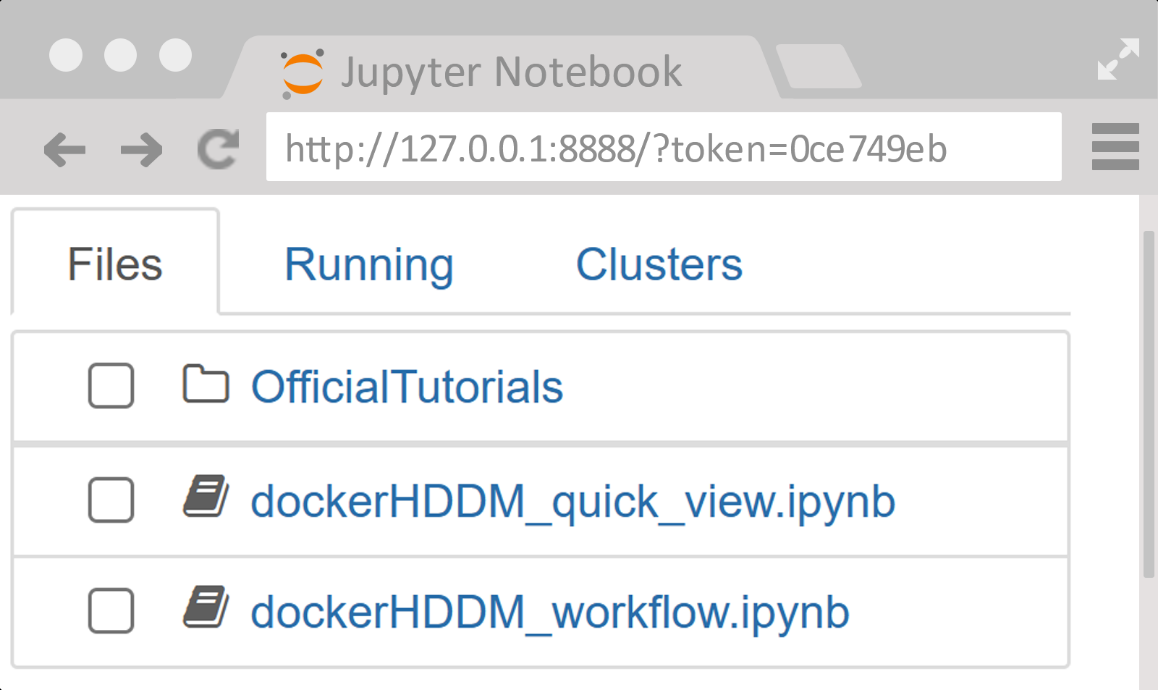 Jupyter Notebook
http://127.0.0.1:8888/?token=0ce749eb
Files Running Clusters
OfficialTutorials
dockerHDDM_quick_view.ipynb
dockerHDDM_workflow.ipynb